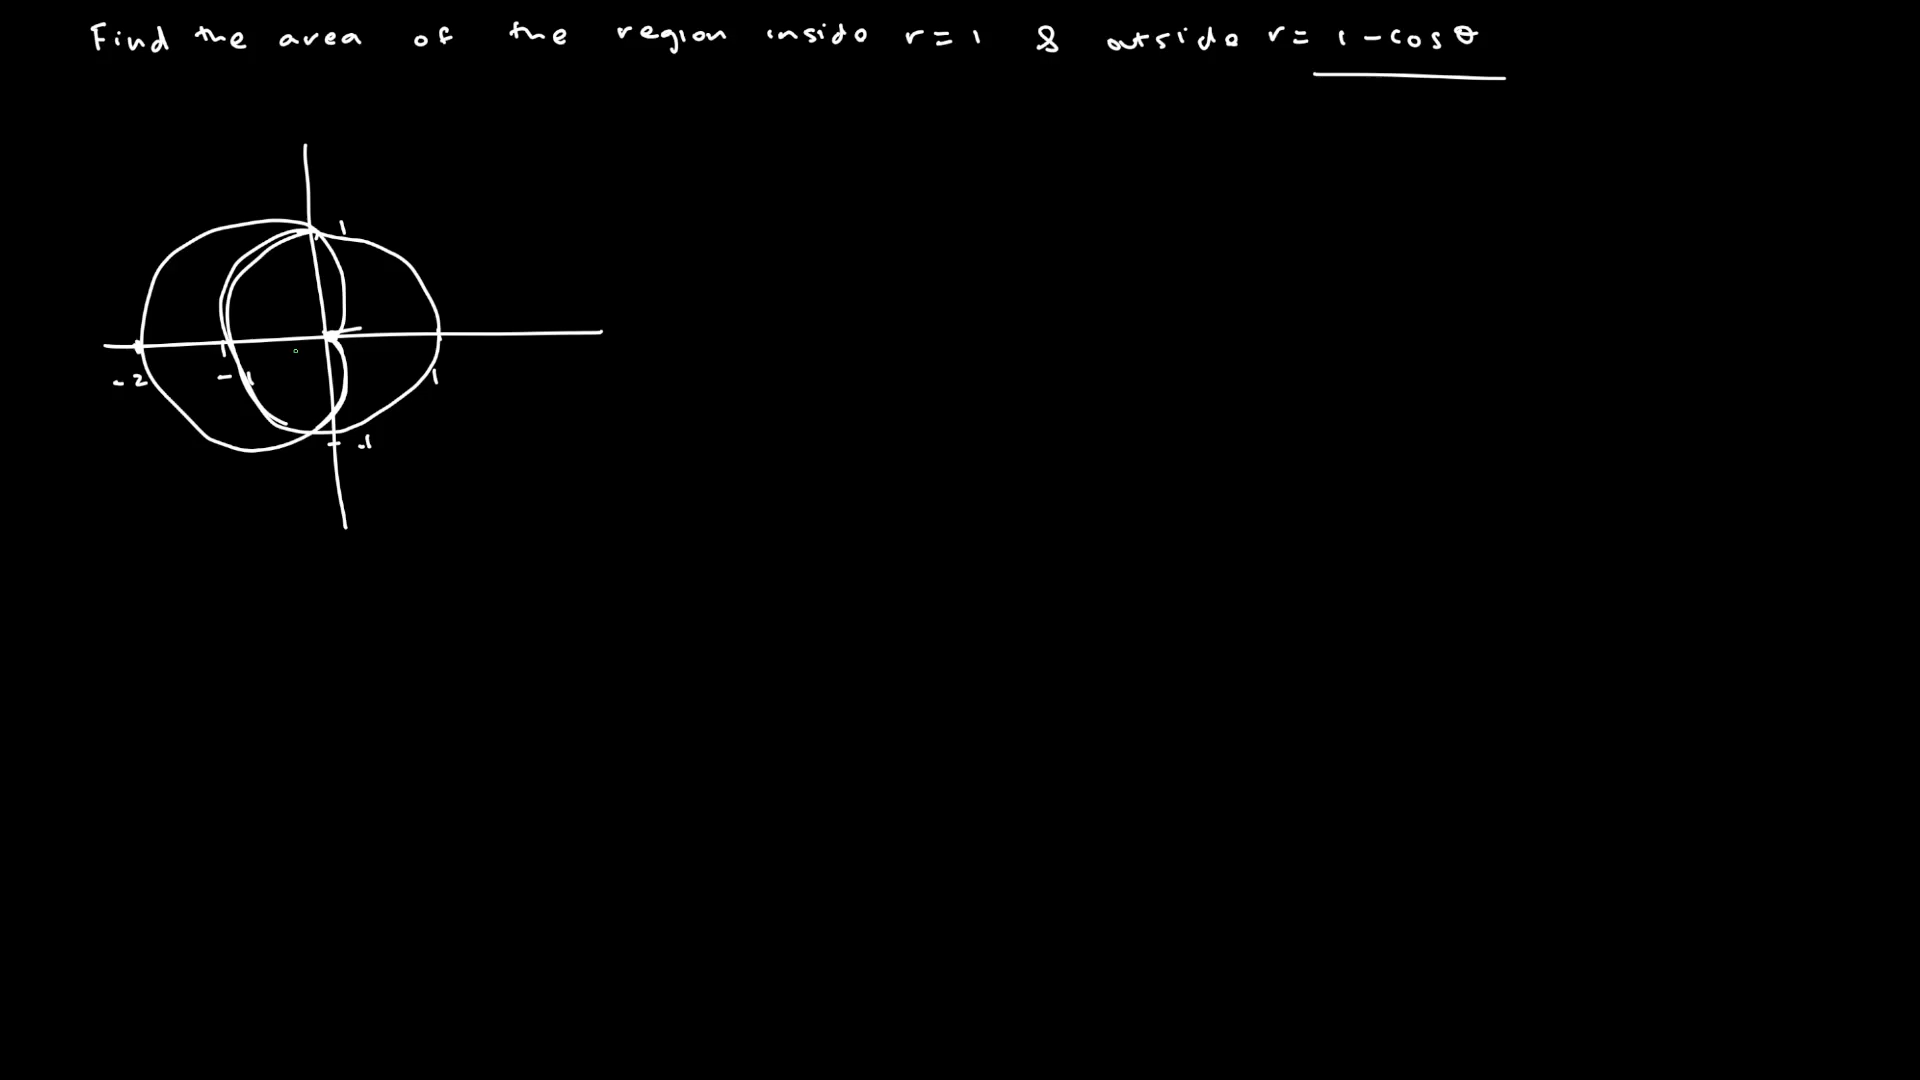 Find the area of the region inside r = 1 & outside r = 1 - cos θ
1
-2 -1 1
-1